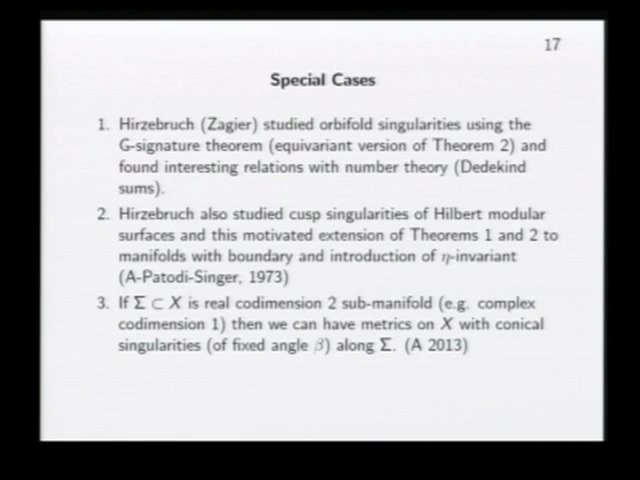 17
Special Cases
1. Hirzebruch (Zagier) studied orbifold singularities using the
G-signature theorem (equivariant version of Theorem 2) and
found interesting relations with number theory (Dedekind
sums).
2. Hirzebruch also studied cusp singularities of Hilbert modular
surfaces and this motivated extension of Theorems 1 and 2 to
manifolds with boundary and introduction of η-invariant
(A-Patodi-Singer, 1973)
3. If Σ ⊂ X is real codimension 2 sub-manifold (e.g. complex
codimension 1) then we can have metrics on X with conical
singularities (of fixed angle β) along Σ. (A 2013)